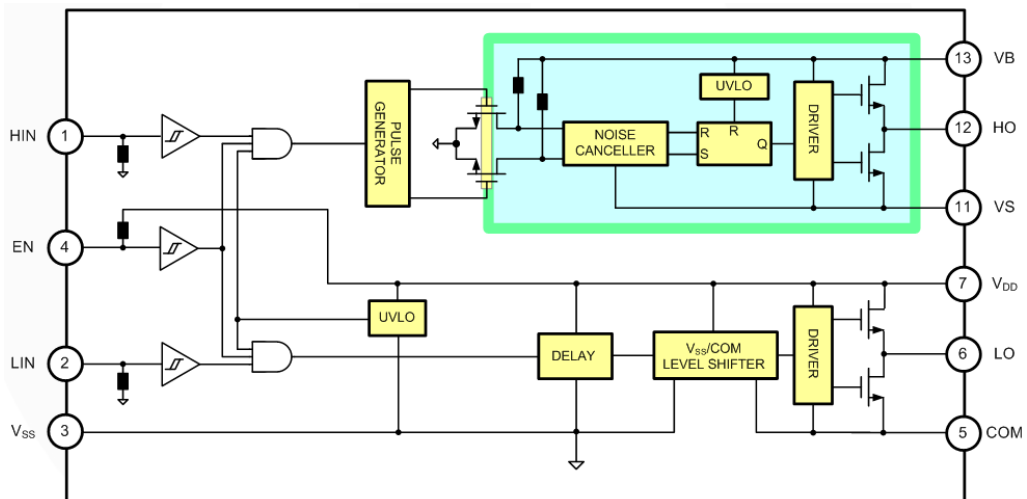 13 VB
UVLO
HIN 1
PULSE
GENERATOR
NOISE
CANCELLER
R
S
R
Q
DRIVER
12 HO
11 VS
EN 4
7 VDD
UVLO
LIN 2
DELAY
VSS/COM
LEVEL SHIFTER
DRIVER
6 LO
VSS 3
5 COM